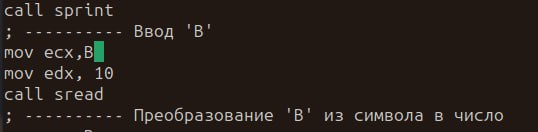 call sprint
; ---------- Ввод 'B'
mov ecx,B
mov edx, 10
call sread
; ---------- Преобразование 'B' из символа в число